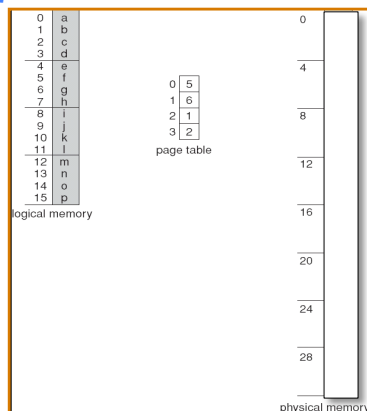 0 a
1 b
2 c
3 d
4 e
5 f
6 g
7 h
8 i
9 j
10 k
11 l
12 m
13 n
14 o
15 p
logical memory
0 5
1 6
2 1
3 2
page table
0
4
8
12
16
20
24
28
physical memory